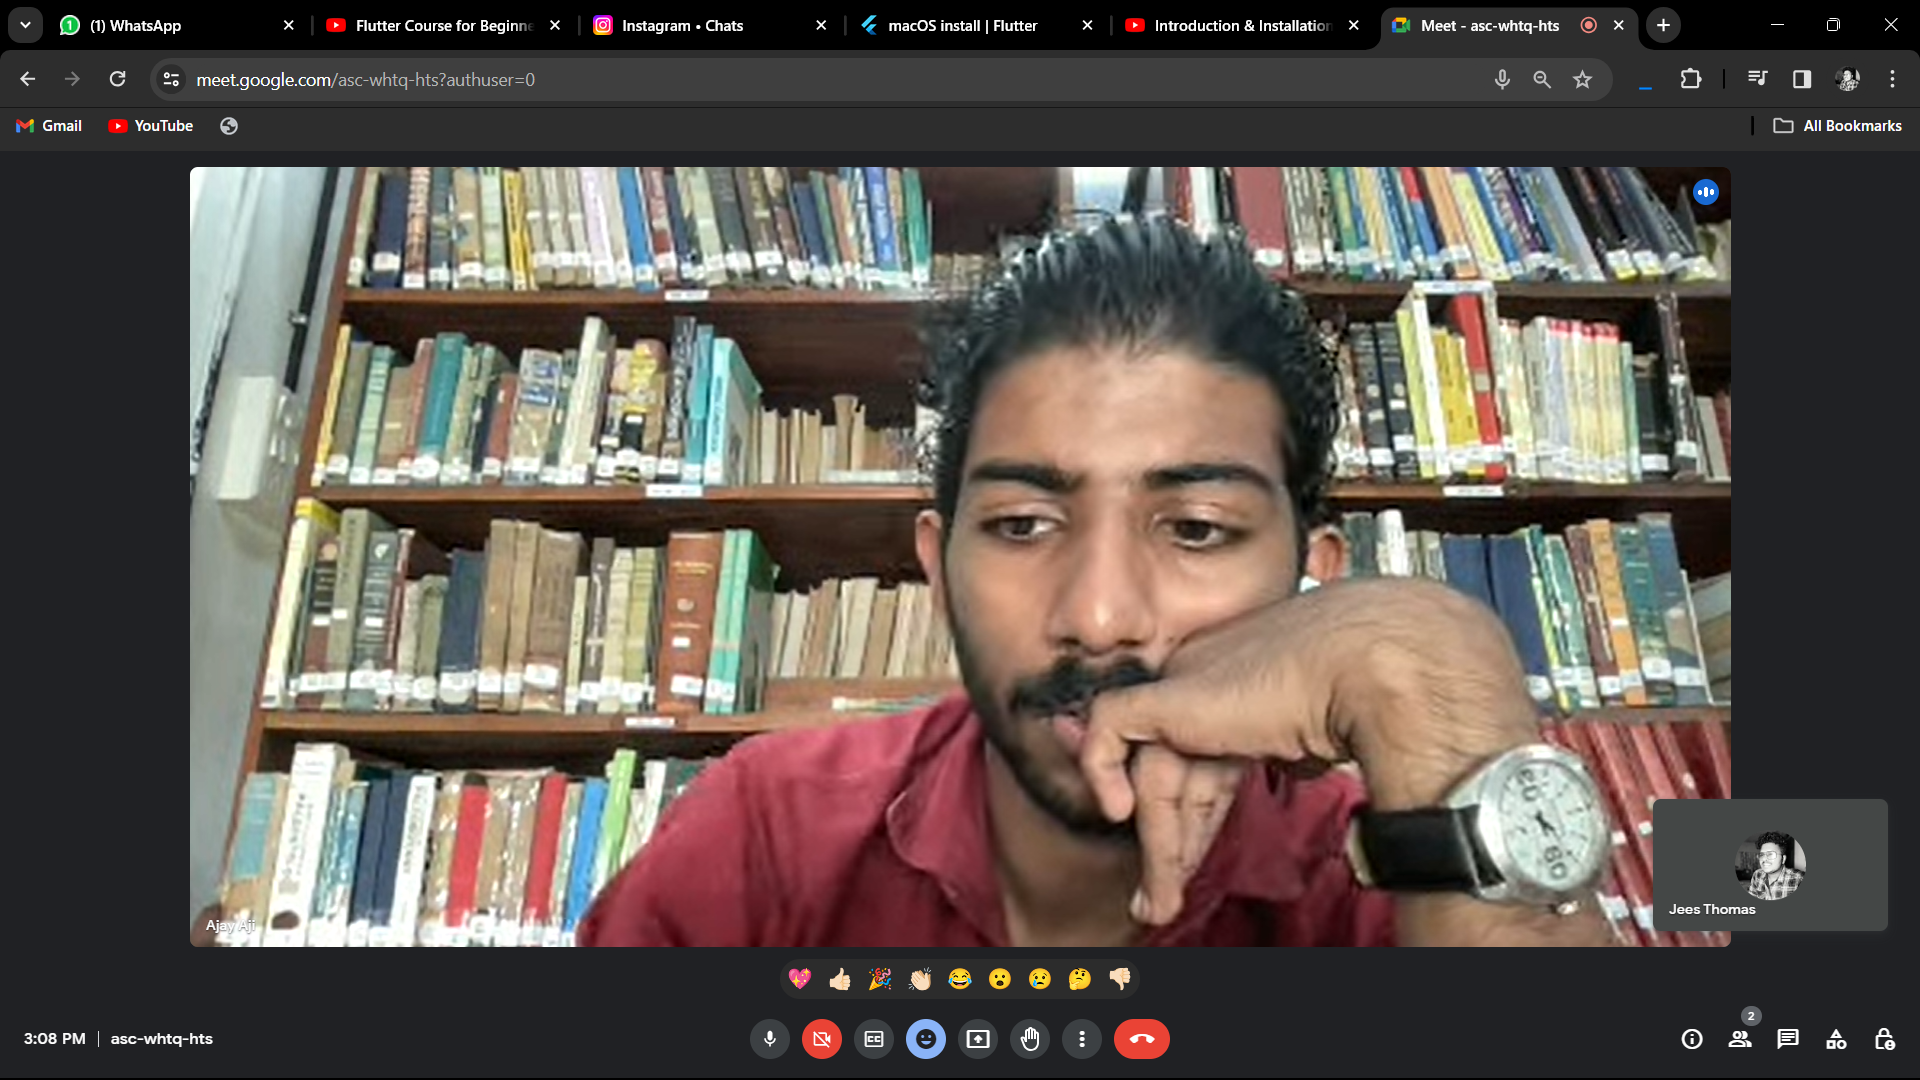 (1) WhatsApp
Flutter Course for Beginne
Instagram • Chats
macOS install | Flutter
Introduction & Installation
Meet - asc-whtq-hts
meet.google.com/asc-whtq-hts?authuser=0
Gmail
YouTube
All Bookmarks
Ajay Aji
Jees Thomas
2
3:08 PM | asc-whtq-hts